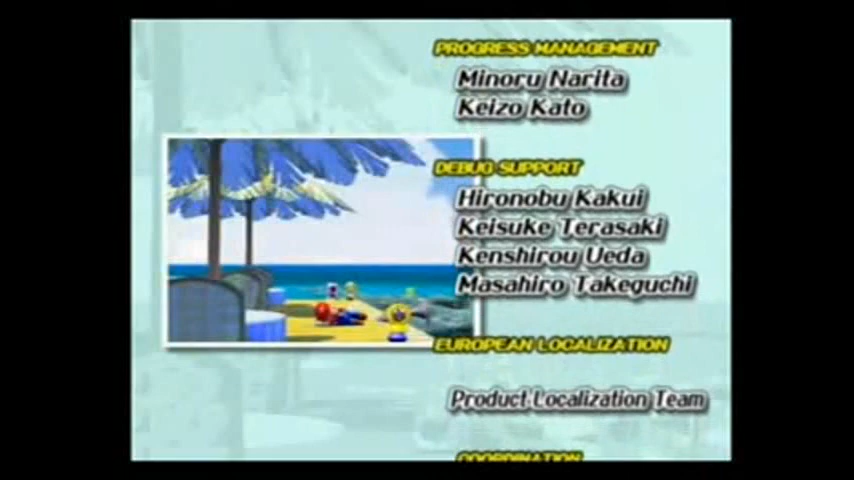 PROGRESS MANAGEMENT
Minoru Narita
Keizo Kato
DEBUG SUPPORT
Hironobu Kakui
Keisuke Terasaki
Kenshirou Ueda
Masahiro Takeguchi
EUROPEAN LOCALIZATION
Product Localization Team
COORDINATION